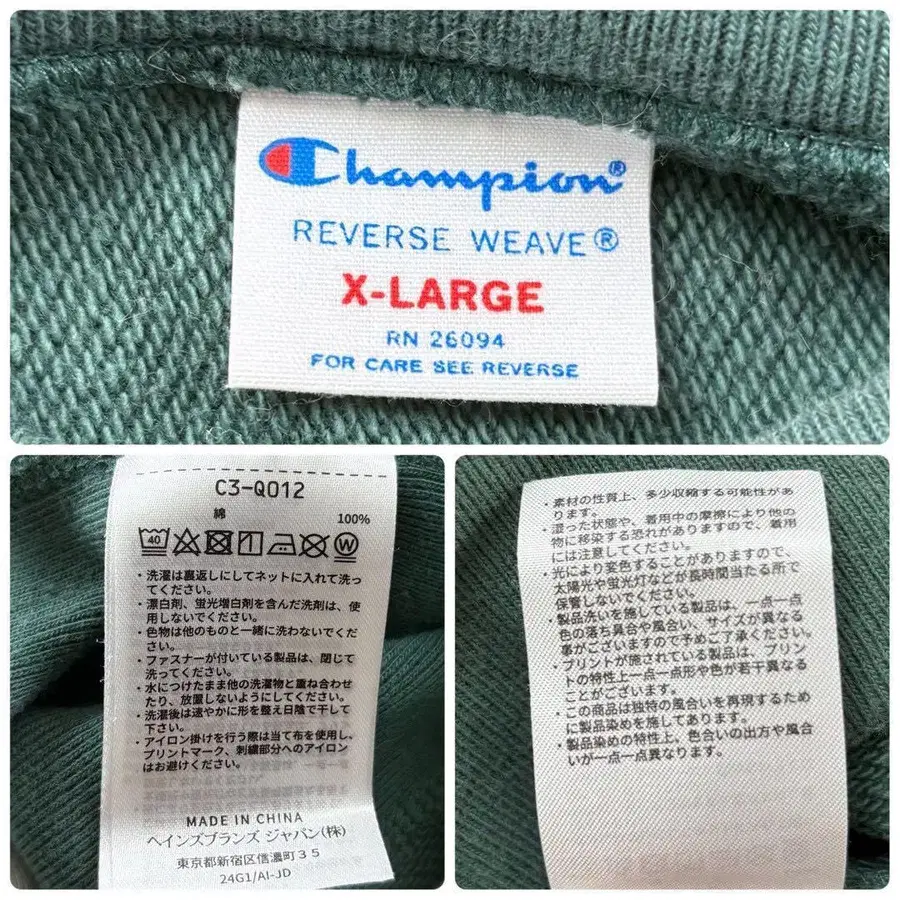 Champion®
REVERSE WEAVE®
X-LARGE
RN 26094
FOR CARE SEE REVERSE
C3-Q012
綿
100%
40
W
・洗濯は裏返しにしてネットに入れて洗っ
てください。
・漂白剤、蛍光増白剤を含んだ洗剤は、使
用しないでください。
・色物は他のものと一緒に洗わないでくだ
さい。
・ファスナーが付いている製品は、閉じて
洗ってください。
・水につけたまま他の洗濯物と重ね合わせ
たり、放置しないようにしてください。
・洗濯後は速やかに形を整え日陰で干して
下さい。
・アイロン掛けを行う際は当て布を使用し、
プリントマーク、刺繍部分へのアイロン
はお避けください。
MADE IN CHINA
ヘインズブランズ ジャパン(株)
東京都新宿区信濃町35
24G1/AI-JD
・素材の性質上、多少収縮する可能性があ
ります。
・湿った状態や、着用中の摩擦により他の
物に移染する恐れがありますので、着用
には注意してください。
・光により変色することがありますので、
太陽光や蛍光灯などが長時間当たる所で
保管しないでください。
・製品洗いを施している製品は、一点一点
色の落ち具合や風合い、サイズが異なる
事がございますので予めご了承ください。
・プリントが施されている製品は、プリン
トの特性上一点一点形や色が若干異なる
ことがございます。
・この商品は独特の風合いを再現するため
に製品染めを施してあります。
・製品染めの特性上、色合いの出方や風合
いが一点一点異なります。